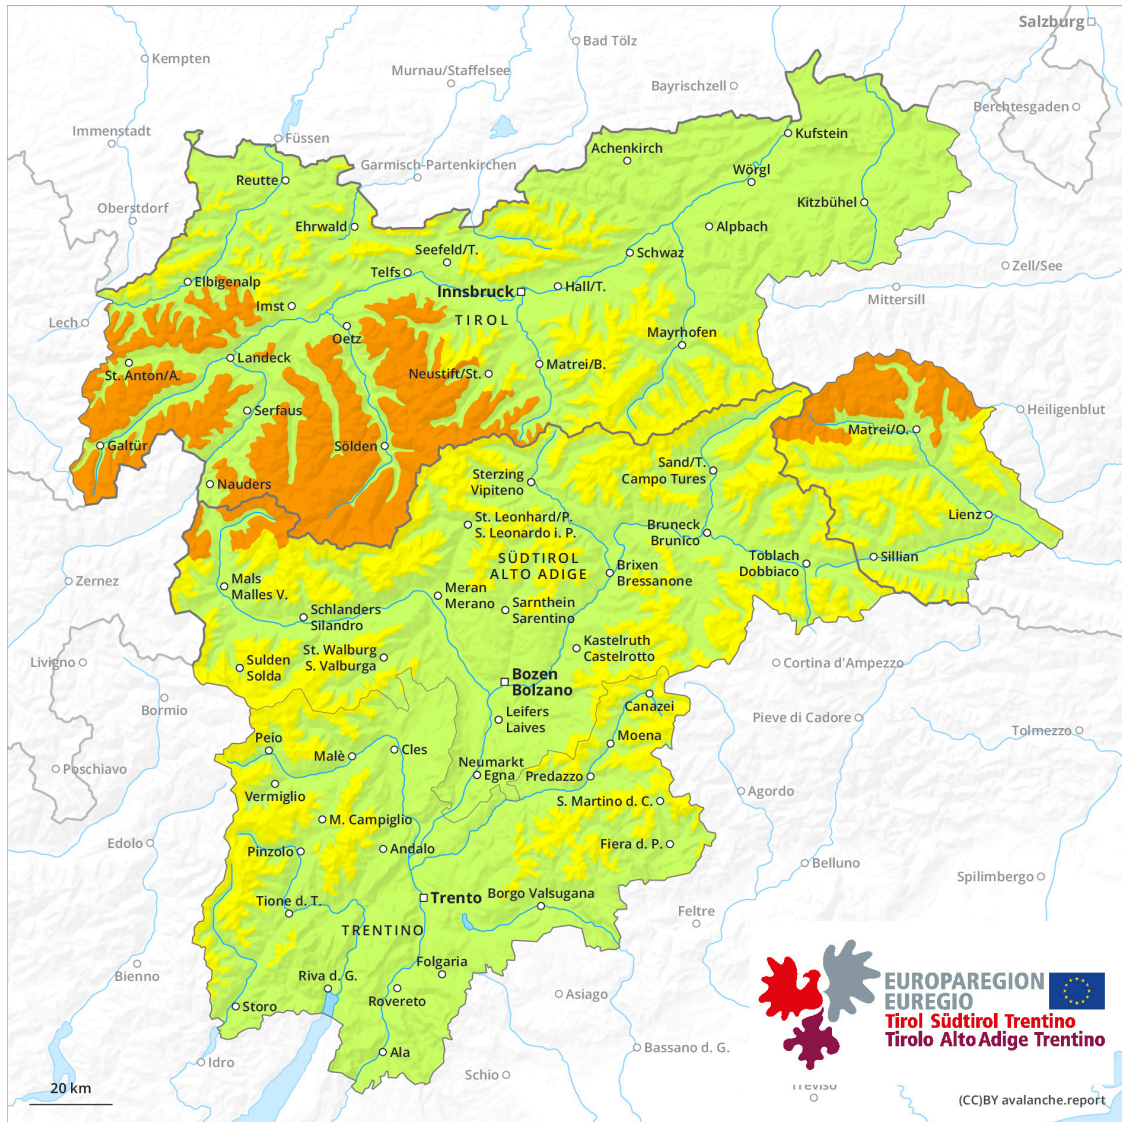 Salzburg
Bad Tölz
Kempten
Murnau/Staffelsee
Bayrischzell
Berchtesgaden
Immenstadt
Füssen
Kufstein
Achenkirch
Garmisch-Partenkirchen
Wörgl
Reutte
Kitzbühel
Oberstdorf
Ehrwald
Alpbach
Seefeld/T.
Schwaz
Telfs
Zell/See
Elbigenalp
Hall/T.
Innsbruck
Mittersill
Imst
TIROL
Lech
Oetz
Mayrhofen
Landeck
Matrei/B.
St. Anton/A.
Neustift/St.
Serfaus
Heiligenblut
Matrei/O.
Galtür
Sölden
Sand/T.
Campo Tures
Sterzing
Vipiteno
Nauders
Lienz
St. Leonhard/P.
S. Leonardo i. P.
Bruneck
Brunico
SÜDTIROL
ALTO ADIGE
Toblach
Dobbiaco
Sillian
Brixen
Bressanone
Zernez
Mals
Malles V.
Meran
Merano
Sarnthein
Sarentino
Schlanders
Silandro
Kastelruth
Castelrotto
St. Walburg
S. Valburga
Livigno
Sulden
Solda
Cortina d'Ampezzo
Bozen
Bolzano
Bormio
Canazei
Leifers
Laives
Pieve di Cadore
Tolmezzo
Peio
Moena
Malè
Cles
Poschiavo
Neumarkt
Egna
Predazzo
Vermiglio
Agordo
S. Martino d. C.
M. Campiglio
Edolo
Pinzolo
Andalo
Fiera d. P.
Belluno
Spilimbergo
Trento
Borgo Valsugana
Tione d. T.
Feltre
TRENTINO
Folgaria
Bienno
Riva d. G.
Rovereto
Asiago
Storo
EUROPAREGION
EUREGIO
Tirol Südtirol Trentino
Tirolo Alto Adige Trentino
Ala
Bassano d. G.
Idro
Schio
Treviso
20 km
(CC)BY avalanche.report